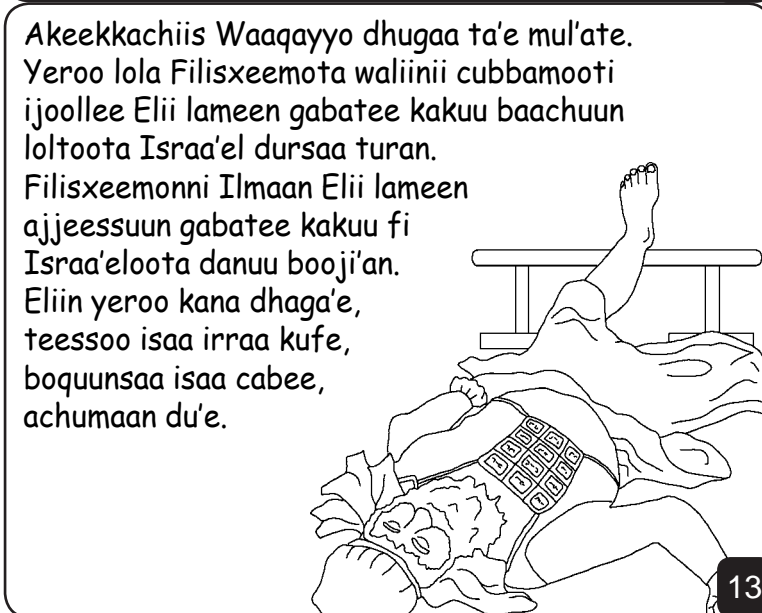 Akeekkachiis Waaqayyo dhugaa ta'e mul'ate.
Yeroo lola Filisxeemota waliinii cubbamooti
ijoollee Elii lameen gabatee kakuu baachuun
loltoota Israa'el dursaa turan.
Filisxeemonni Ilmaan Elii lameen
ajjeessuun gabatee kakuu fi
Israa'eloota danuu booji'an.
Eliin yeroo kana dhaga'e,
teessoo isaa irraa kufe,
boquunsaa isaa cabee,
achumaan du'e.
13